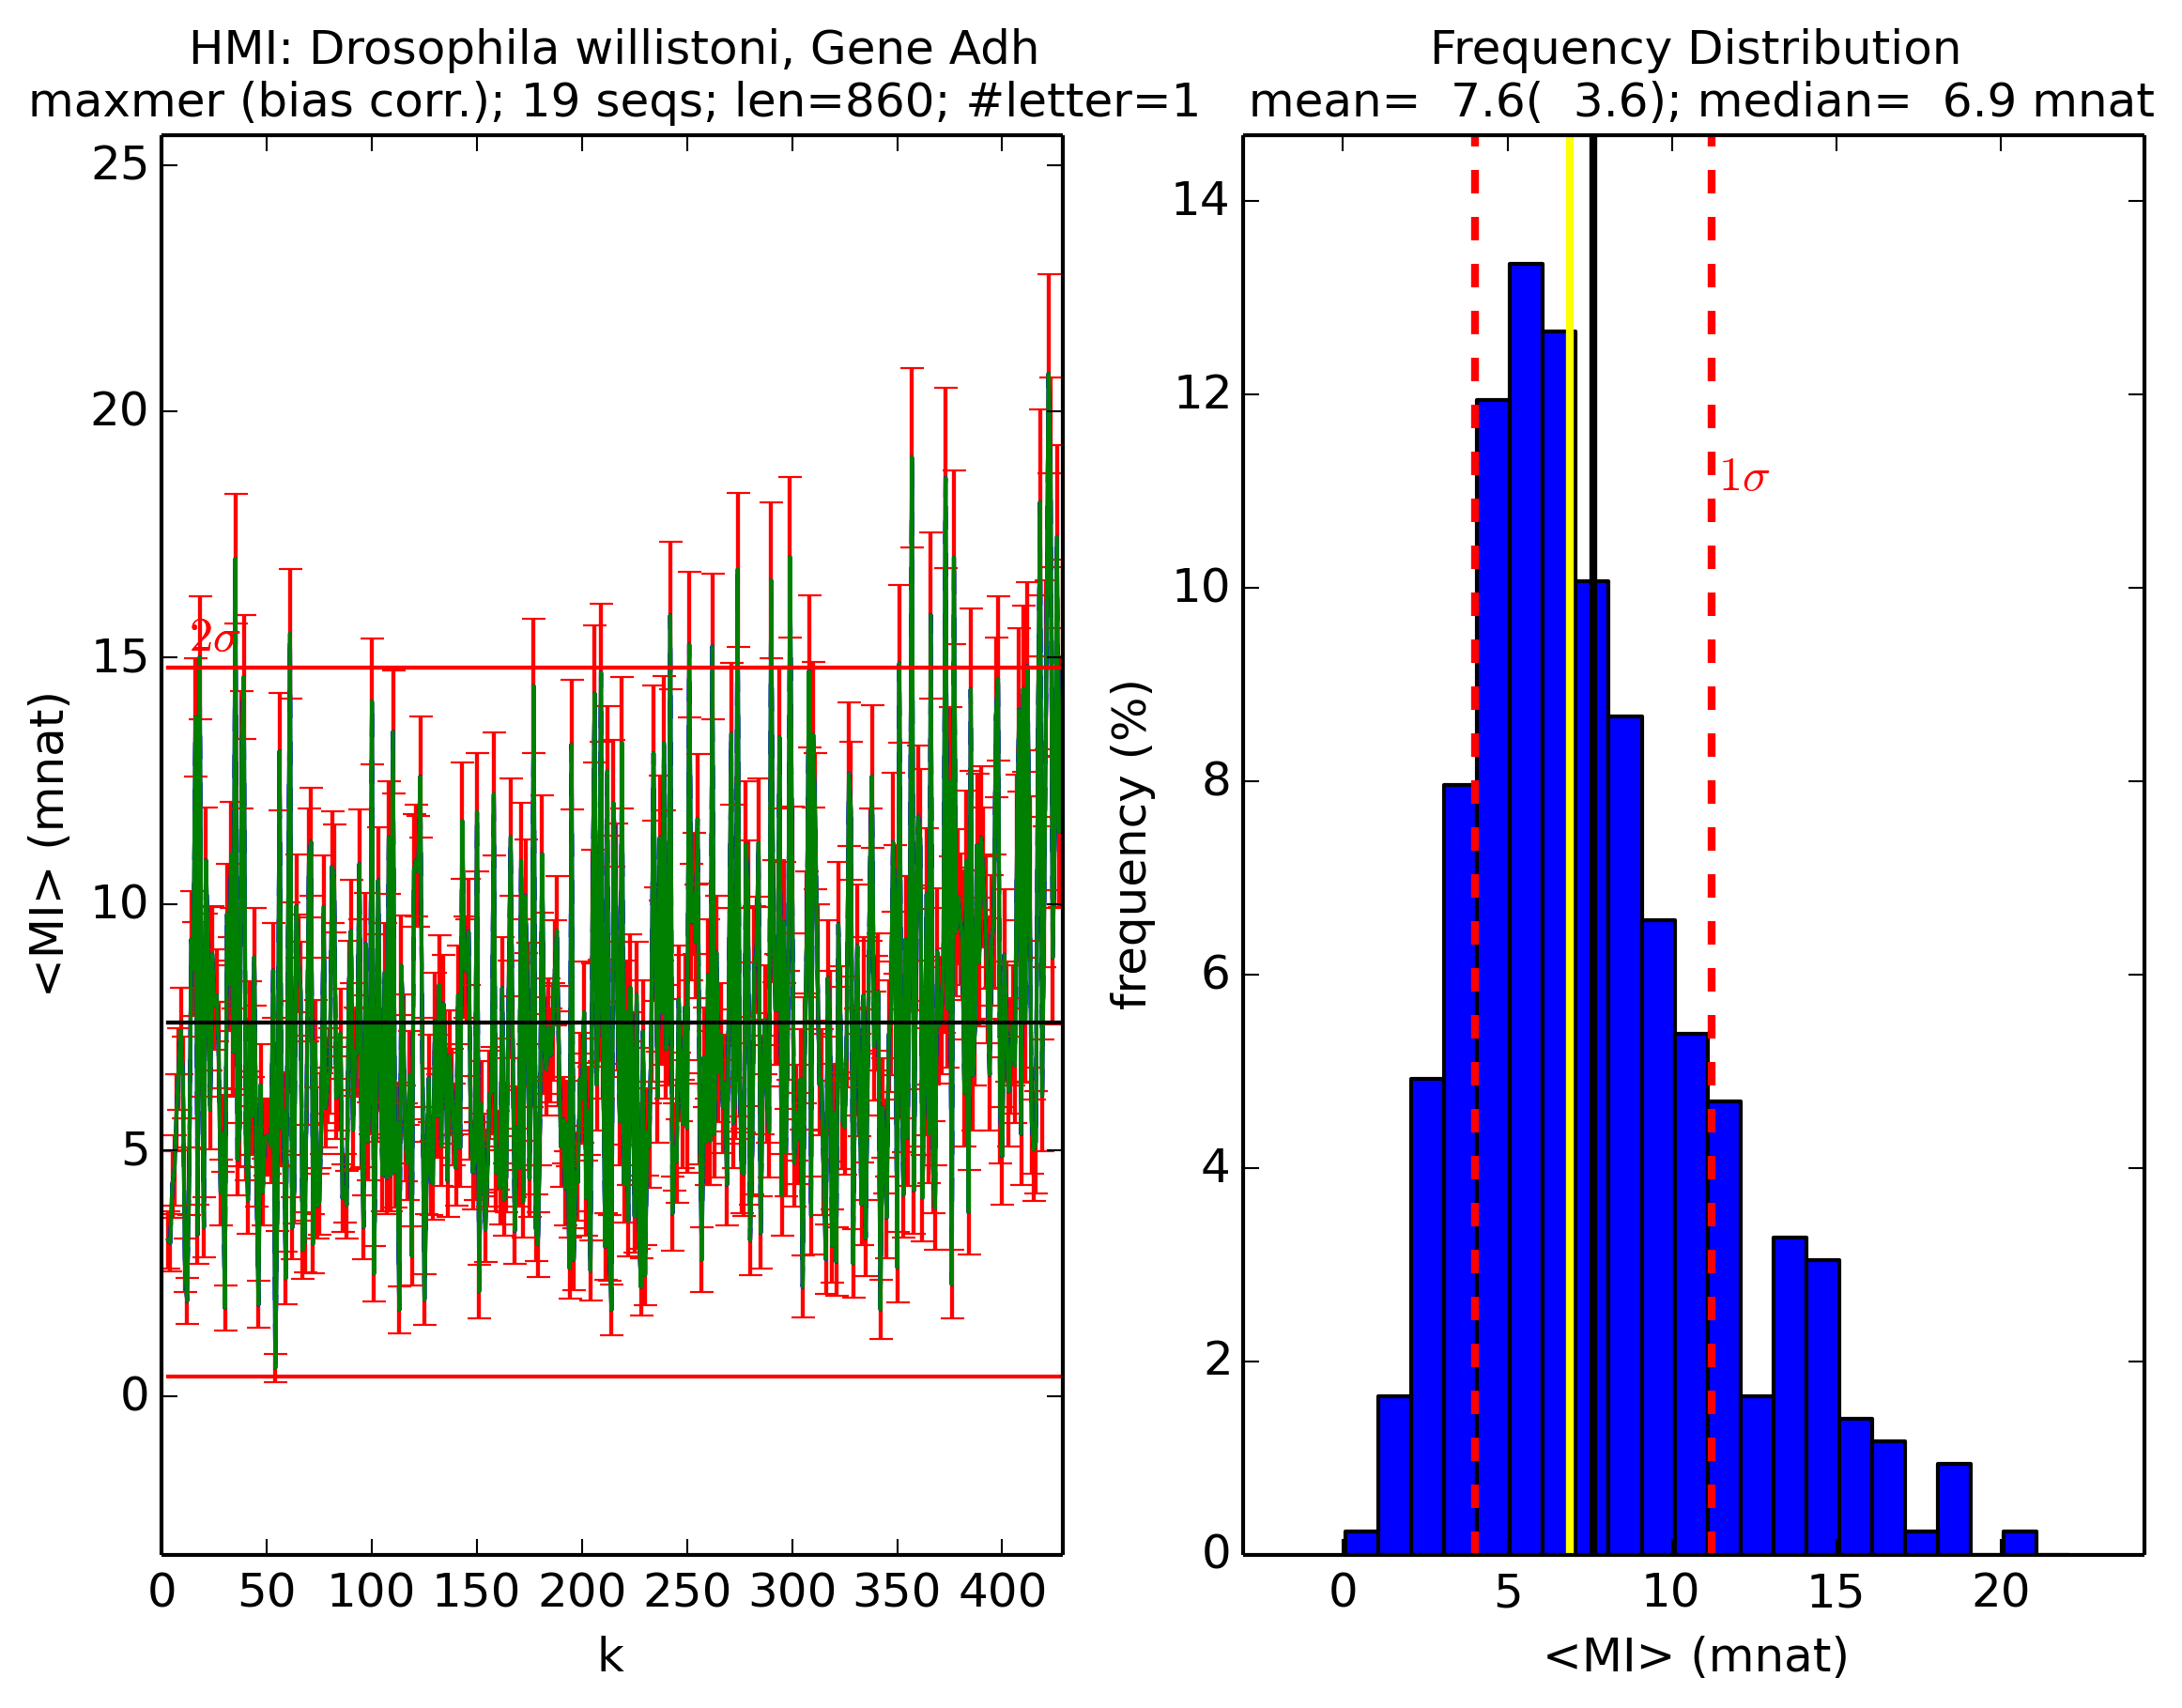 HMI: Drosophila willistoni, Gene Adh
maxmer (bias corr.); 19 seqs; len=860; #letter=1
25
20
15
10
5
0
<MI> (mnat)
2σ
0 50 100 150 200 250 300 350 400
k
Frequency Distribution
mean=  7.6(  3.6); median=  6.9 mnat
14
12
10
8
6
4
2
0
frequency (%)
1σ
0 5 10 15 20
<MI> (mnat)